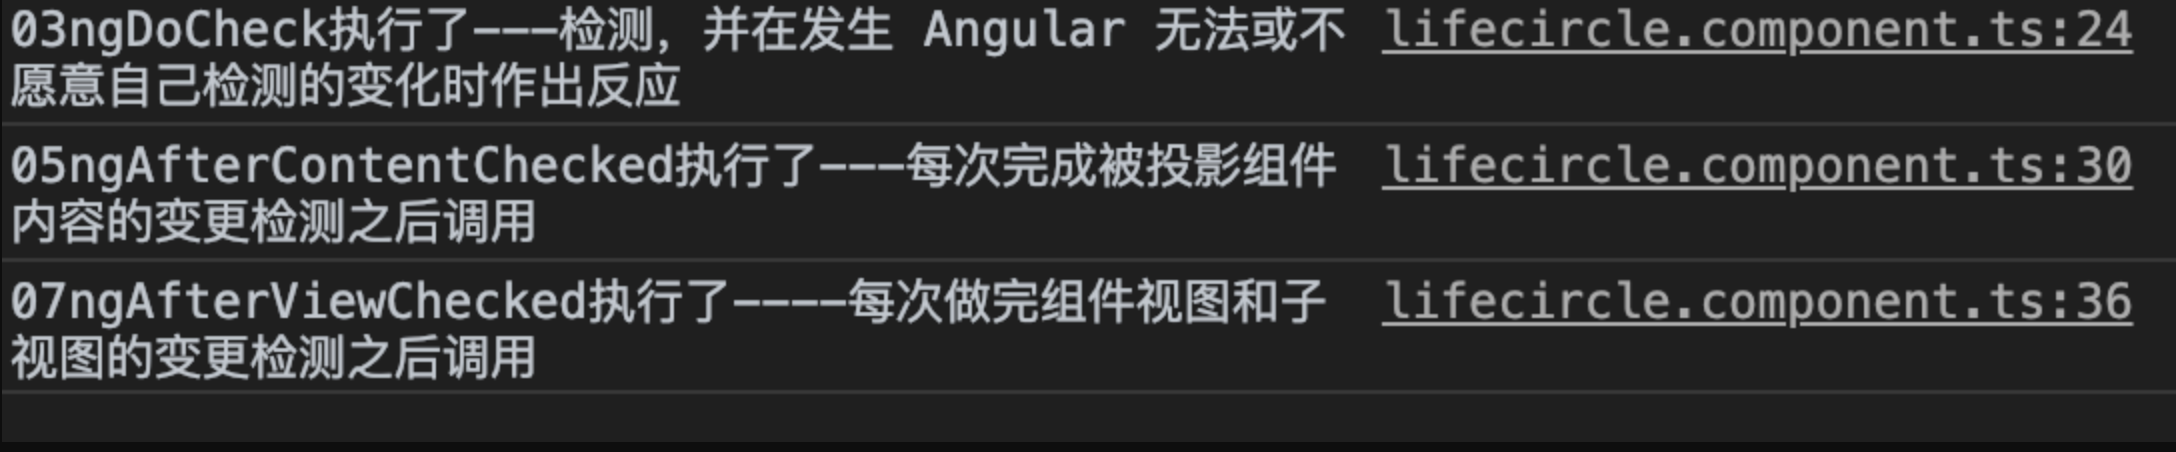 03ngDoCheck执行了———检测, 并在发生 Angular 无法或不 lifecircle.component.ts:24
愿意自己检测的变化时作出反应
05ngAfterContentChecked执行了———每次完成被投影组件 lifecircle.component.ts:30
内容的变更检测之后调用
07ngAfterViewChecked执行了————每次做完组件视图和子 lifecircle.component.ts:36
视图的变更检测之后调用